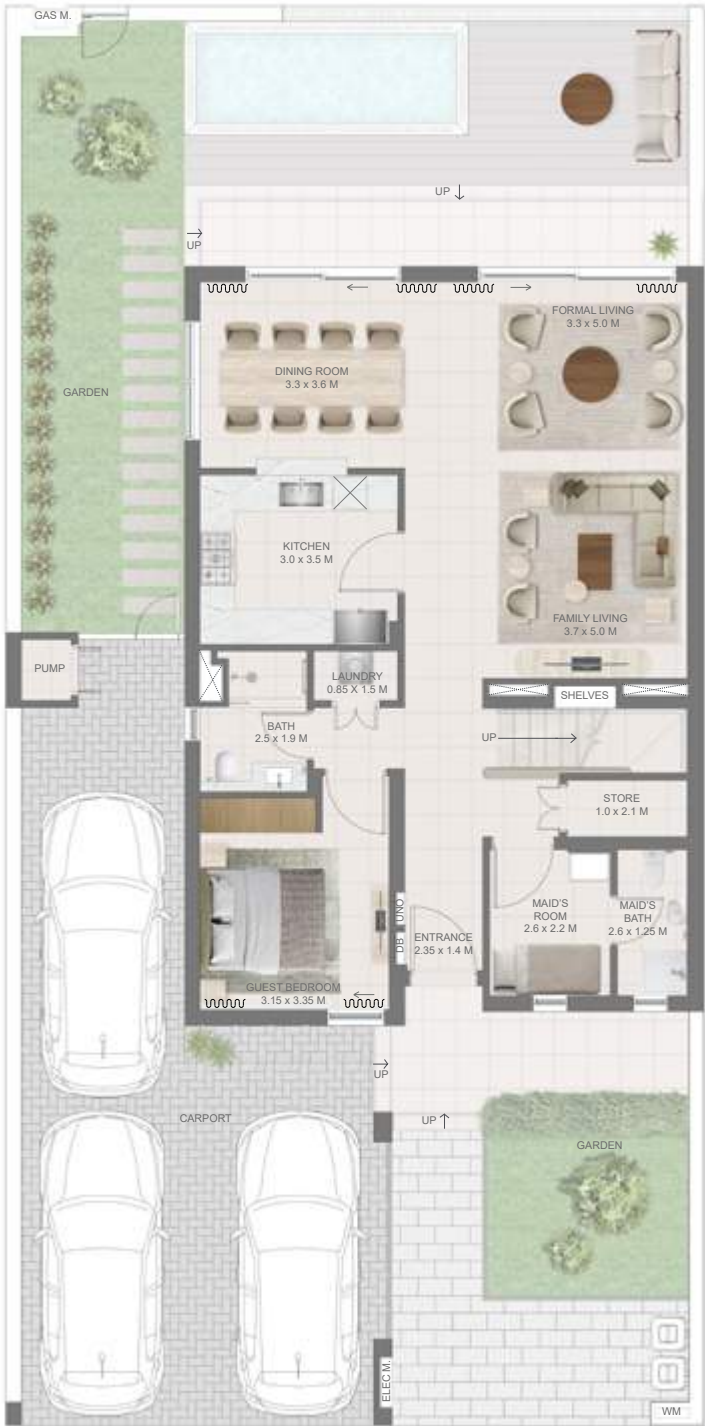 GAS M.
UP
UP
FORMAL LIVING
3.3 x 5.0 M
DINING ROOM
3.3 x 3.6 M
GARDEN
KITCHEN
3.0 x 3.5 M
FAMILY LIVING
3.7 x 5.0 M
PUMP
LAUNDRY
0.85 X 1.5 M
SHELVES
BATH
2.5 x 1.9 M
UP
STORE
1.0 x 2.1 M
MAID'S
ROOM
2.6 x 2.2 M
MAID'S
BATH
2.6 x 1.25 M
DB
UNO
ENTRANCE
2.35 x 1.4 M
GUEST BEDROOM
3.15 x 3.35 M
UP
CARPORT
UP
GARDEN
ELEC M.
WM